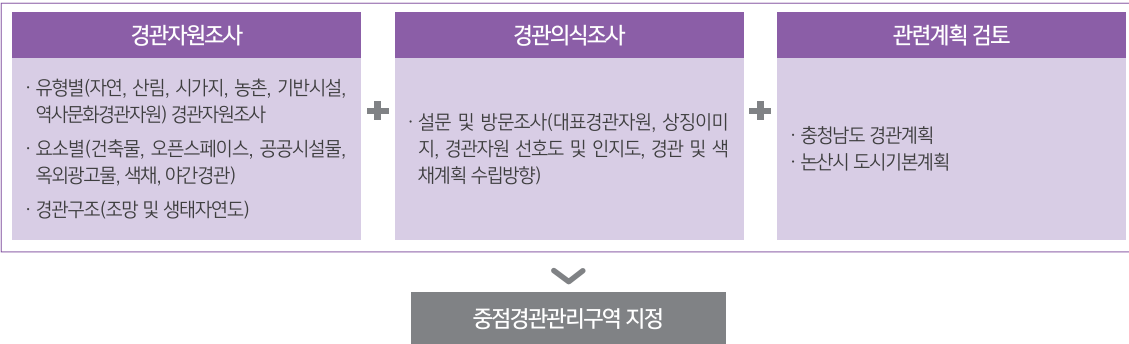 경관자원조사
· 유형별(자연, 산림, 시가지, 농촌, 기반시설,
역사문화경관자원) 경관자원조사
· 요소별(건축물, 오픈스페이스, 공공시설물,
옥외광고물, 색채, 야간경관)
· 경관구조(조망 및 생태자연도)
경관의식조사
· 설문 및 방문조사(대표경관자원, 상징이미
지, 경관자원 선호도 및 인지도, 경관 및 색
채계획 수립방향)
관련계획 검토
· 충청남도 경관계획
· 논산시 도시기본계획
중점경관관리구역 지정